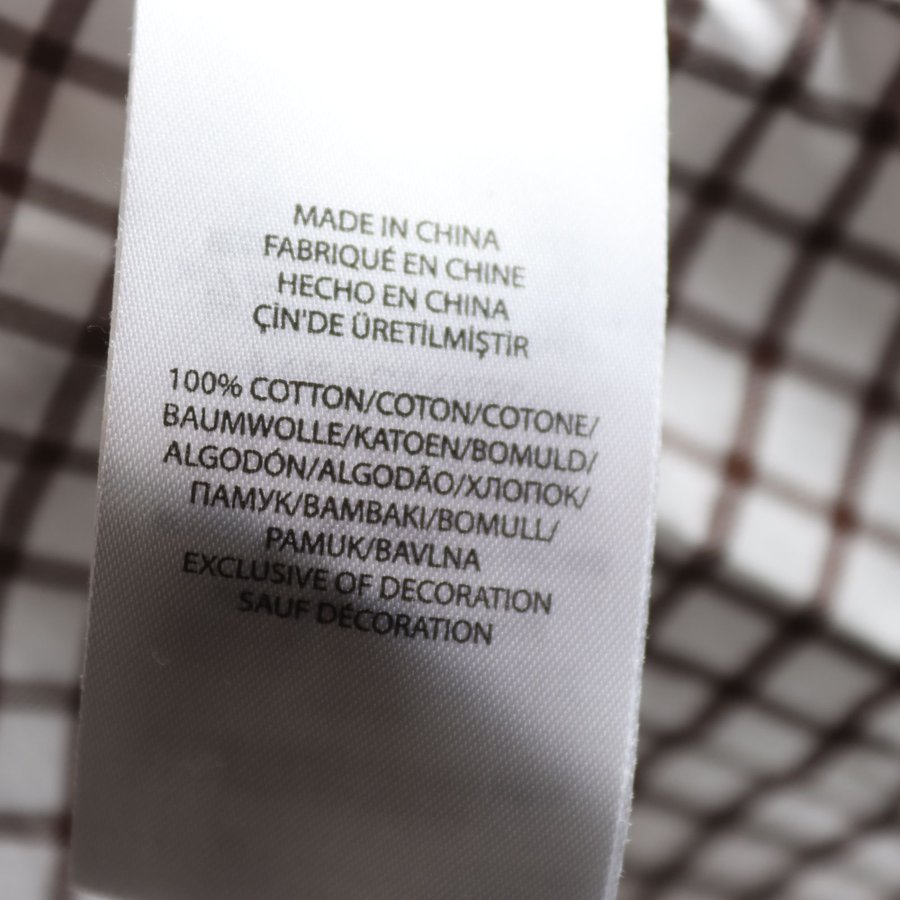 MADE IN CHINA
FABRIQUÉ EN CHINE
HECHO EN CHINA
ÇİN'DE ÜRETİLMİŞTİR
100% COTTON/COTON/COTONE/
BAUMWOLLE/KATOEN/BOMULD/
ALGODÓN/ALGODÃO/ХЛОПОК/
ПАМУК/BAMBAKI/BOMULL/
PAMUK/BAVLNA
EXCLUSIVE OF DECORATION
SAUF DÉCORATION